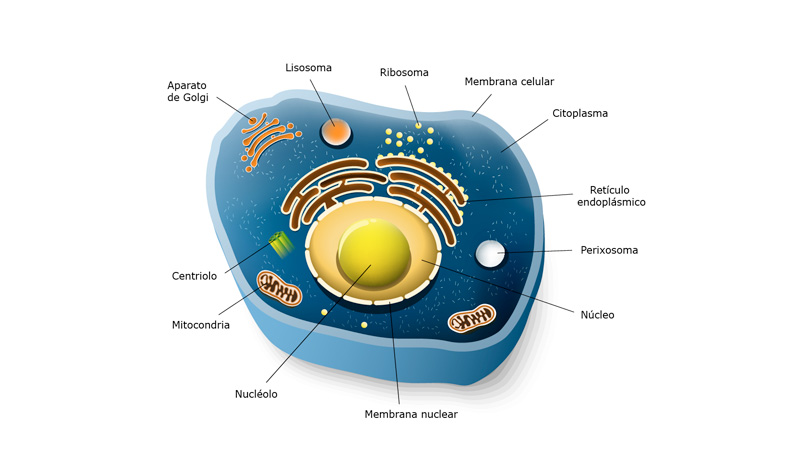 Lisosoma
Ribosoma
Membrana celular
Aparato
de Golgi
Citoplasma
Retículo
endoplásmico
Perixosoma
Centriolo
Núcleo
Mitocondria
Nucléolo
Membrana nuclear